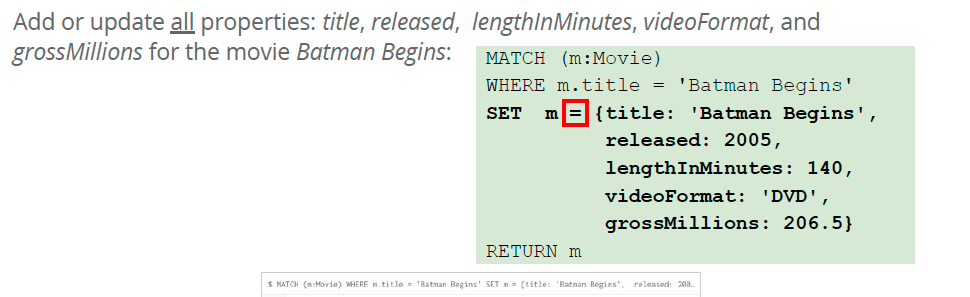 Add or update all properties: title, released, lengthInMinutes, videoFormat, and
grossMillions for the movie Batman Begins:
MATCH (m:Movie)
WHERE m.title = 'Batman Begins'
SET m = {title: 'Batman Begins',
released: 2005,
lengthInMinutes: 140,
videoFormat: 'DVD',
grossMillions: 206.5}
RETURN m
$ MATCH (m:Movie) WHERE m.title = 'Batman Begins' SET m = {title: 'Batman Begins', released: 200…